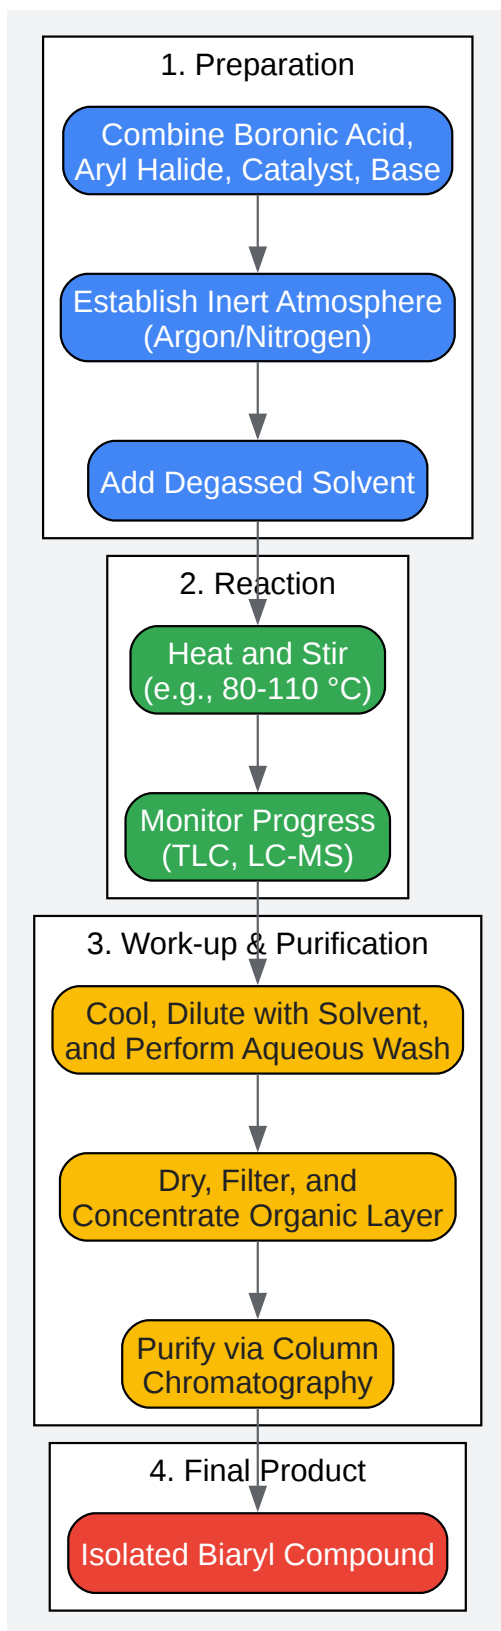 1. Preparation
Combine Boronic Acid,
Aryl Halide, Catalyst, Base
Establish Inert Atmosphere
(Argon/Nitrogen)
Add Degassed Solvent
2. Reaction
Heat and Stir
(e.g., 80-110 °C)
Monitor Progress
(TLC, LC-MS)
3. Work-up & Purification
Cool, Dilute with Solvent,
and Perform Aqueous Wash
Dry, Filter, and
Concentrate Organic Layer
Purify via Column
Chromatography
4. Final Product
Isolated Biaryl Compound